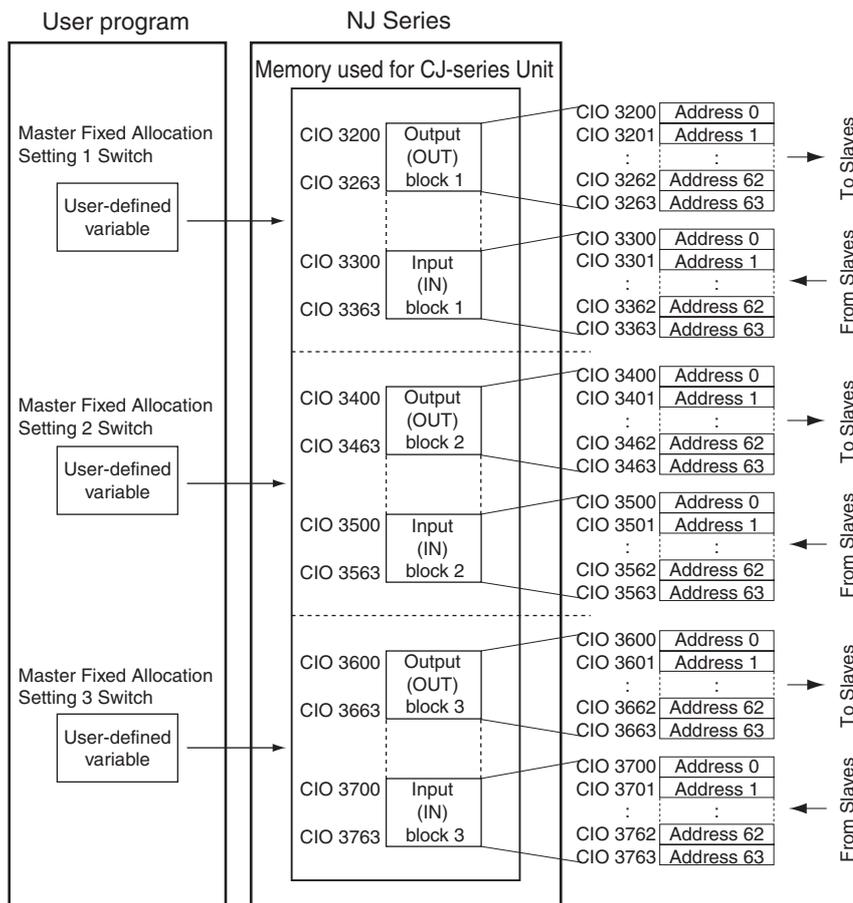 User program
NJ Series
Memory used for CJ-series Unit
Master Fixed Allocation
Setting 1 Switch
User-defined
variable
CIO 3200
CIO 3263
Output
(OUT)
block 1
CIO 3300
CIO 3363
Input
(IN)
block 1
CIO 3200 Address 0
CIO 3201 Address 1
: :
CIO 3262 Address 62
CIO 3263 Address 63
To Slaves
CIO 3300 Address 0
CIO 3301 Address 1
: :
CIO 3362 Address 62
CIO 3363 Address 63
From Slaves
Master Fixed Allocation
Setting 2 Switch
User-defined
variable
CIO 3400
CIO 3463
Output
(OUT)
block 2
CIO 3500
CIO 3563
Input
(IN)
block 2
CIO 3400 Address 0
CIO 3401 Address 1
: :
CIO 3462 Address 62
CIO 3463 Address 63
To Slaves
CIO 3500 Address 0
CIO 3501 Address 1
: :
CIO 3562 Address 62
CIO 3563 Address 63
From Slaves
Master Fixed Allocation
Setting 3 Switch
User-defined
variable
CIO 3600
CIO 3663
Output
(OUT)
block 3
CIO 3700
CIO 3763
Input
(IN)
block 3
CIO 3600 Address 0
CIO 3601 Address 1
: :
CIO 3662 Address 62
CIO 3663 Address 63
To Slaves
CIO 3700 Address 0
CIO 3701 Address 1
: :
CIO 3762 Address 62
CIO 3763 Address 63
From Slaves